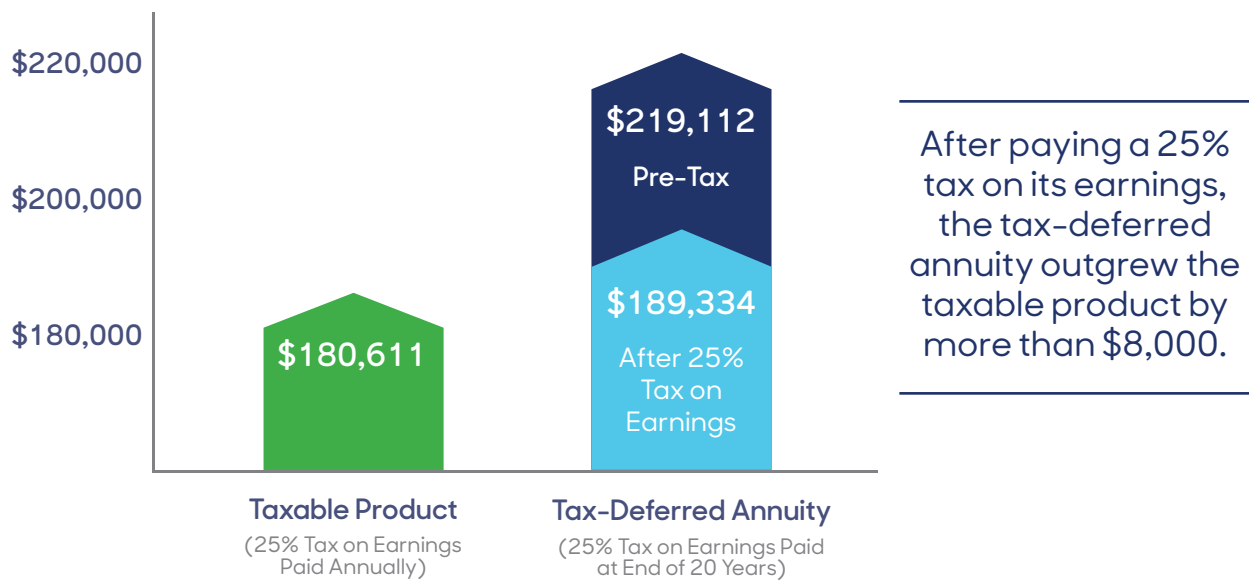 $220,000
$200,000
$180,000
$180,611
$219,112
Pre-Tax
$189,334
After 25%
Tax on
Earnings
Taxable Product
(25% Tax on Earnings
Paid Annually)
Tax-Deferred Annuity
(25% Tax on Earnings Paid
at End of 20 Years)
After paying a 25%
tax on its earnings,
the tax-deferred
annuity outgrew the
taxable product by
more than $8,000.